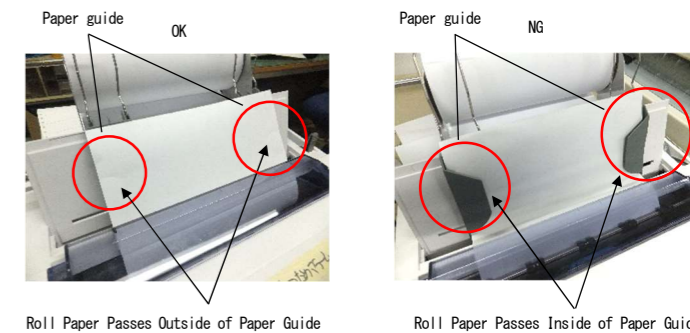 Paper guide
OK
Roll Paper Passes Outside of Paper Guide
Paper guide
NG
Roll Paper Passes Inside of Paper